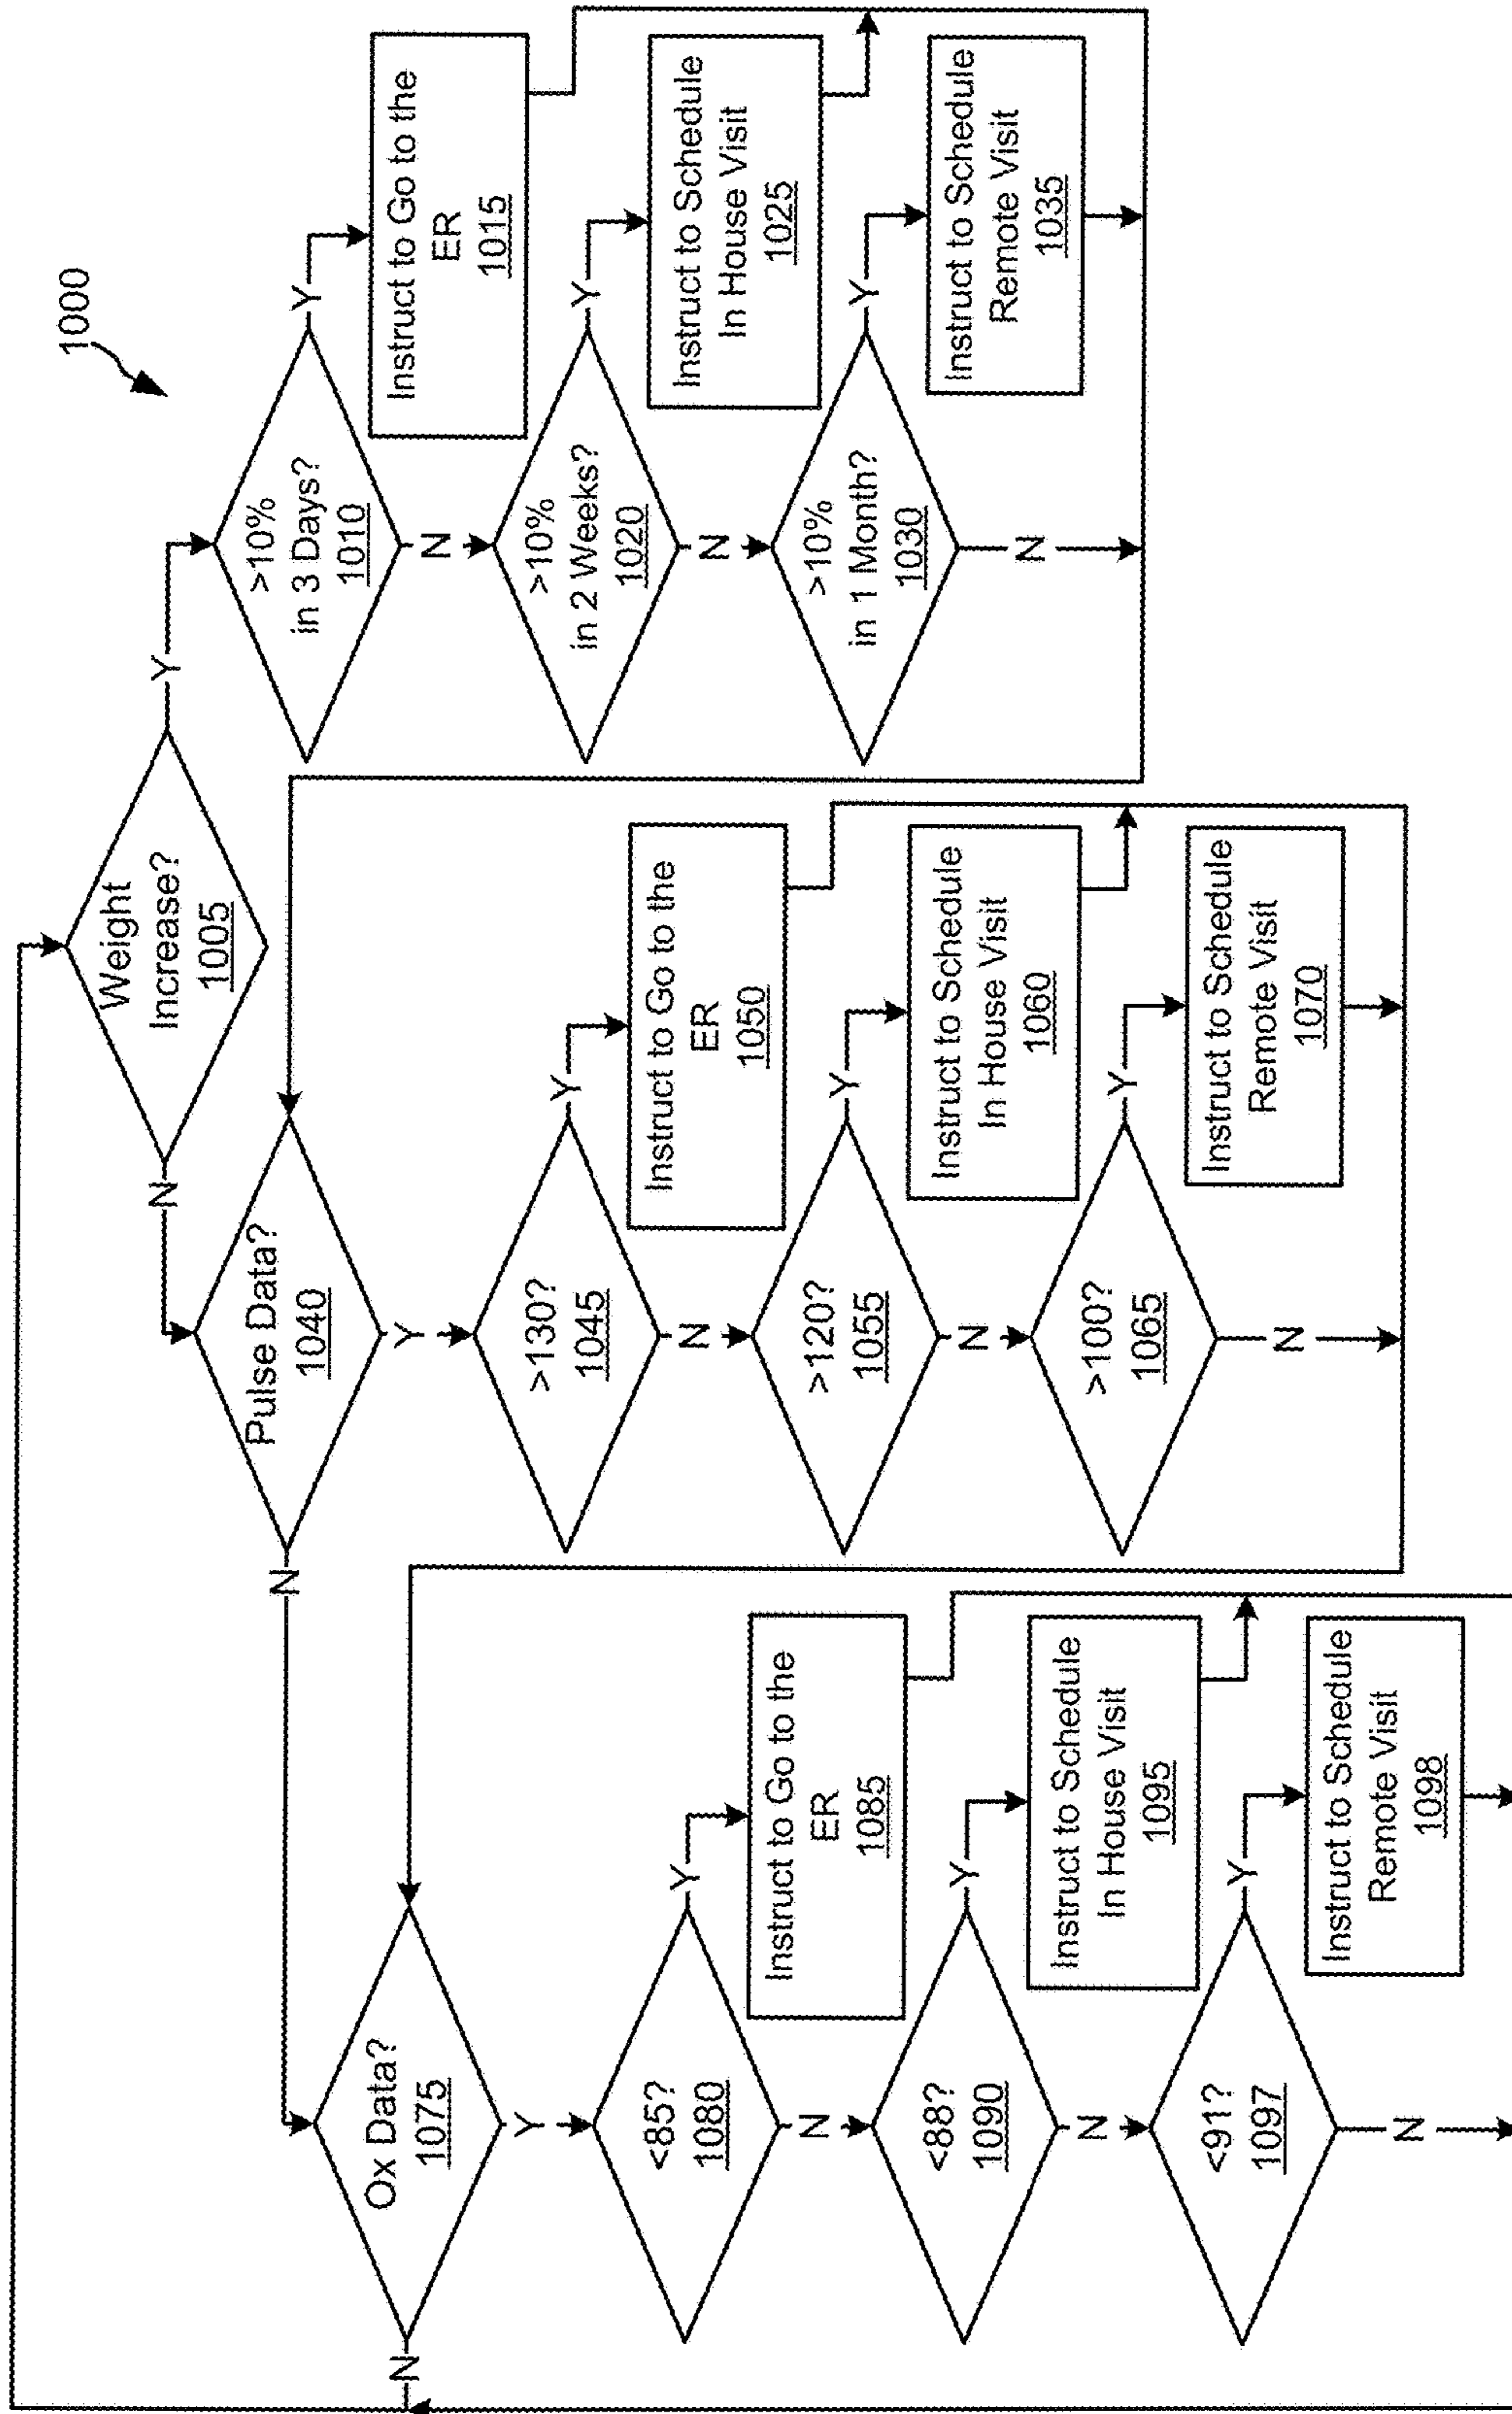 1000
Weight
Increase?
1005
Y
N
>10%
in 3 Days?
1010
Y
Instruct to Go to the
ER
1015
N
>10%
in 2 Weeks?
1020
Y
Instruct to Schedule
In House Visit
1025
N
>10%
in 1 Month?
1030
Y
Instruct to Schedule
Remote Visit
1035
N
Pulse Data?
1040
N
Y
>130?
1045
Y
Instruct to Go to the
ER
1050
N
>120?
1055
Y
Instruct to Schedule
In House Visit
1060
N
>100?
1065
Y
Instruct to Schedule
Remote Visit
1070
N
Ox Data?
1075
N
Y
<85?
1080
Y
Instruct to Go to the
ER
1085
N
<88?
1090
Y
Instruct to Schedule
In House Visit
1095
N
<91?
1097
Y
Instruct to Schedule
Remote Visit
1098
N